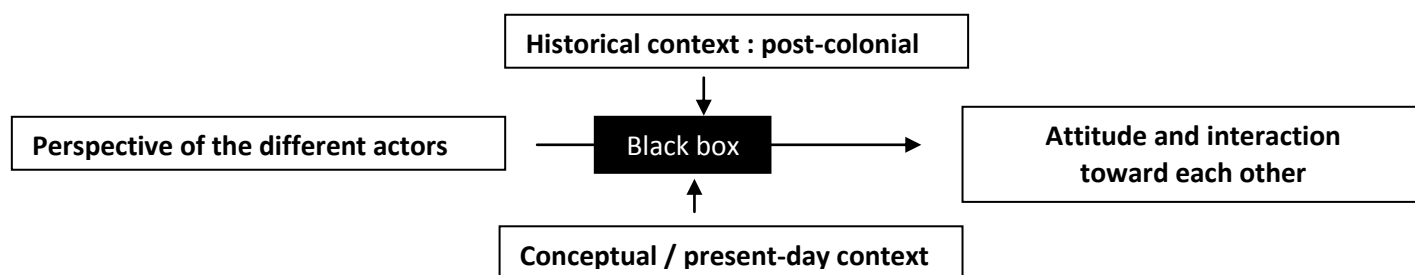 Historical context : post-colonial
Perspective of the different actors
Black box
Attitude and interaction
toward each other
Conceptual / present-day context